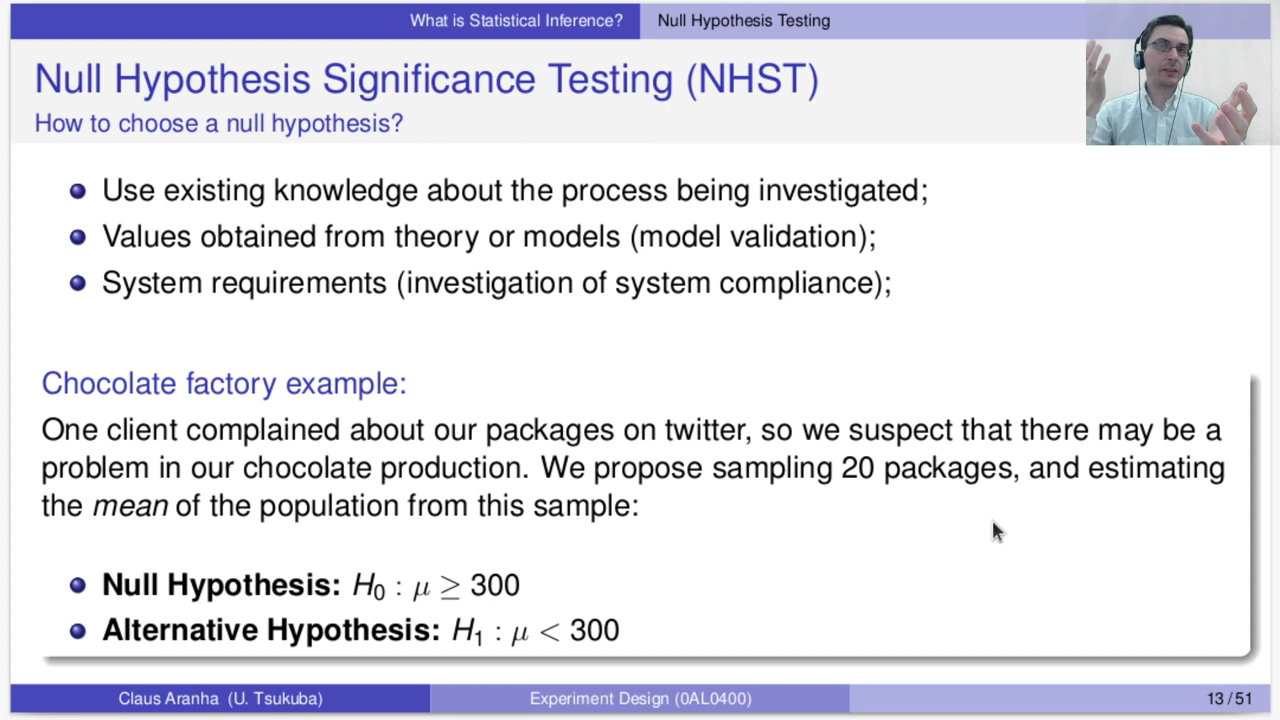 What is Statistical Inference? Null Hypothesis Testing
Null Hypothesis Significance Testing (NHST)
How to choose a null hypothesis?
Use existing knowledge about the process being investigated;
Values obtained from theory or models (model validation);
System requirements (investigation of system compliance);
Chocolate factory example:
One client complained about our packages on twitter, so we suspect that there may be a
problem in our chocolate production. We propose sampling 20 packages, and estimating
the mean of the population from this sample:
Null Hypothesis: H₀ : μ ≥ 300
Alternative Hypothesis: H₁ : μ < 300
Claus Aranha (U. Tsukuba) Experiment Design (0AL0400) 13 / 51